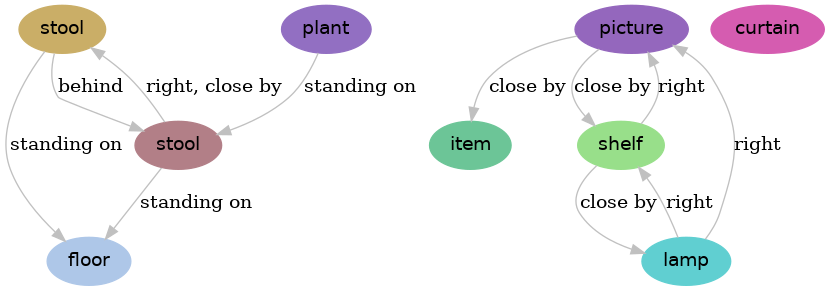 stool
plant
picture
curtain
behind
right, close by
standing on
close by
close by
right
standing on
stool
item
shelf
right
standing on
close by
right
floor
lamp